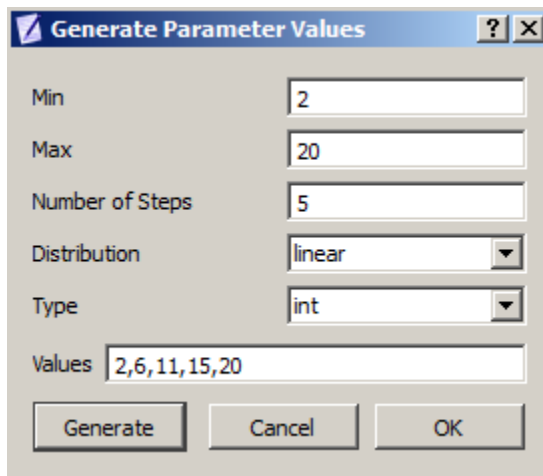 Generate Parameter Values ? X
Min 2
Max 20
Number of Steps 5
Distribution linear
Type int
Values 2,6,11,15,20
Generate Cancel OK